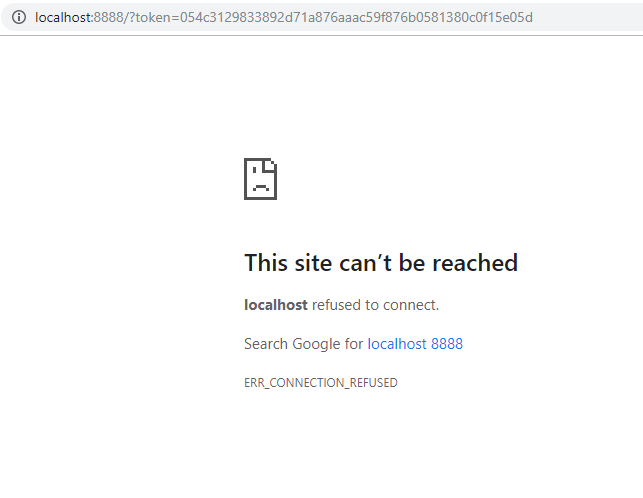 localhost:8888/?token=054c3129833892d71a876aaac59f876b0581380c0f15e05d
This site can’t be reached
localhost refused to connect.
Search Google for localhost 8888
ERR_CONNECTION_REFUSED